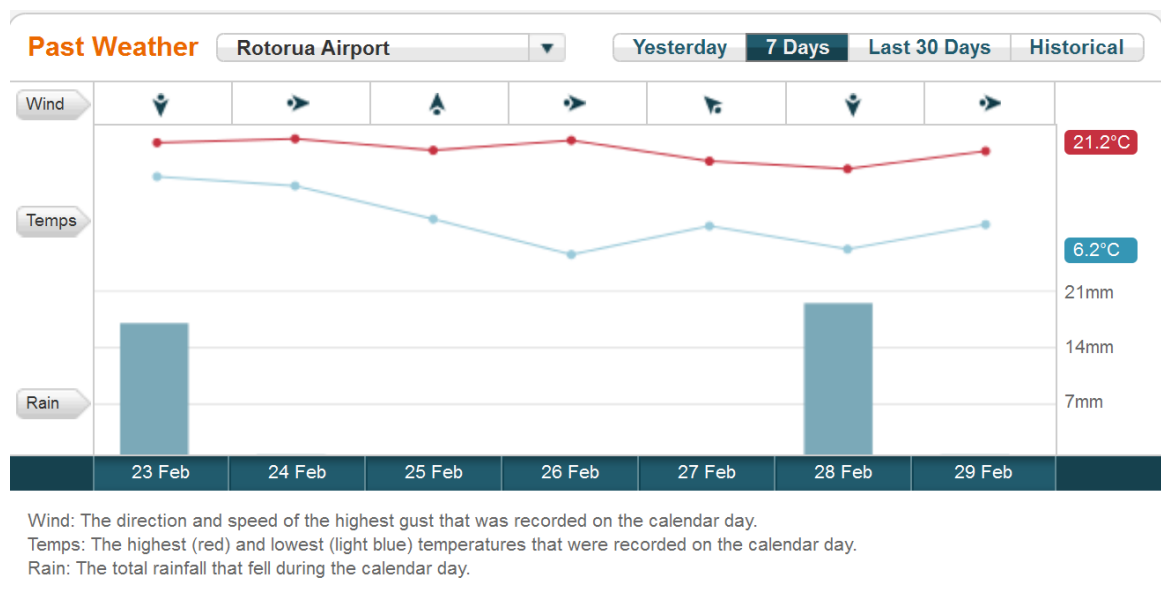 Past Weather Rotorua Airport Yesterday 7 Days Last 30 Days Historical
Wind
21.2°C
Temps
6.2°C
21mm
14mm
Rain 7mm
23 Feb 24 Feb 25 Feb 26 Feb 27 Feb 28 Feb 29 Feb
Wind: The direction and speed of the highest gust that was recorded on the calendar day.
Temps: The highest (red) and lowest (light blue) temperatures that were recorded on the calendar day.
Rain: The total rainfall that fell during the calendar day.